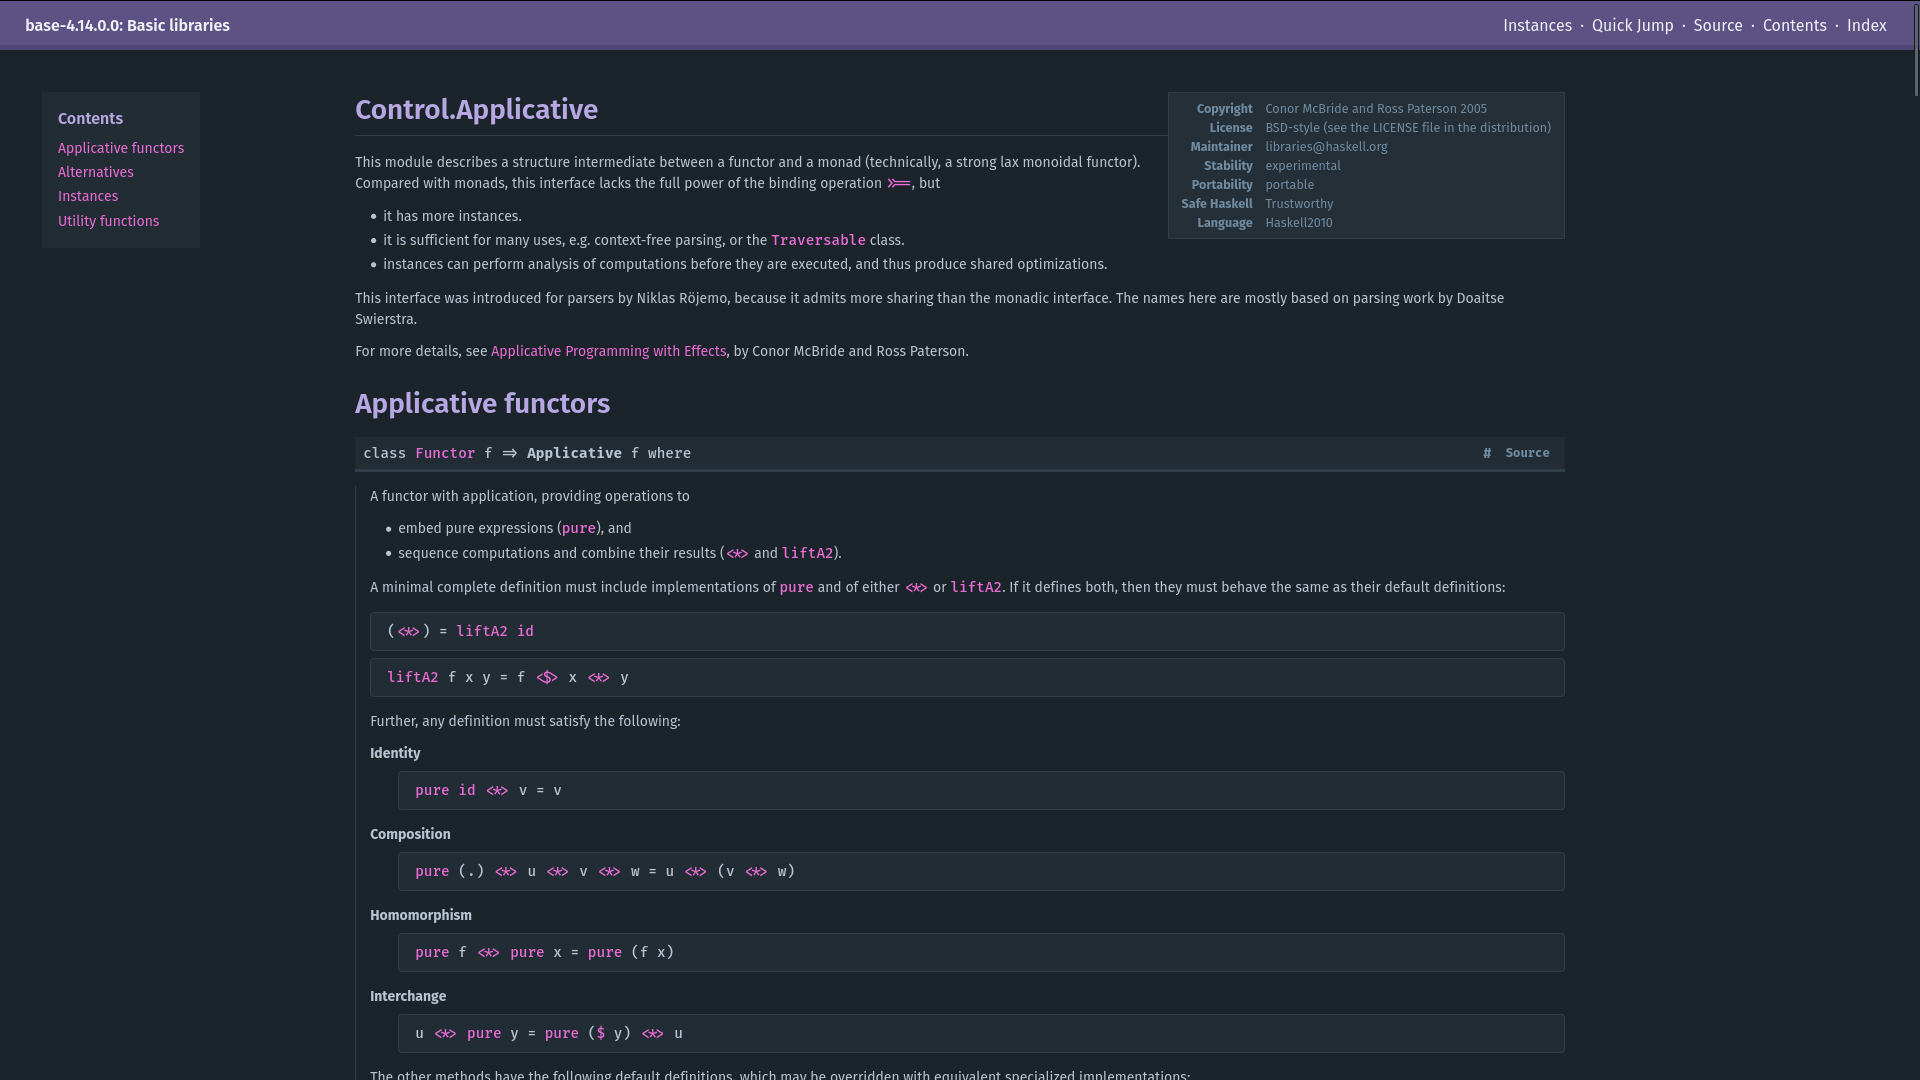 base-4.14.0.0: Basic libraries
Instances · Quick Jump · Source · Contents · Index
Contents
Applicative functors
Alternatives
Instances
Utility functions
Control.Applicative
Copyright Conor McBride and Ross Paterson 2005
License BSD-style (see the LICENSE file in the distribution)
Maintainer libraries@haskell.org
Stability experimental
Portability portable
Safe Haskell Trustworthy
Language Haskell2010
This module describes a structure intermediate between a functor and a monad (technically, a strong lax monoidal functor).
Compared with monads, this interface lacks the full power of the binding operation >>=, but
• it has more instances.
• it is sufficient for many uses, e.g. context-free parsing, or the Traversable class.
• instances can perform analysis of computations before they are executed, and thus produce shared optimizations.
This interface was introduced for parsers by Niklas Röjemo, because it admits more sharing than the monadic interface. The names here are mostly based on parsing work by Doaitse
Swierstra.
For more details, see Applicative Programming with Effects, by Conor McBride and Ross Paterson.
Applicative functors
class Functor f => Applicative f where
# Source
A functor with application, providing operations to
• embed pure expressions (pure), and
• sequence computations and combine their results (<*> and liftA2).
A minimal complete definition must include implementations of pure and of either <*> or liftA2. If it defines both, then they must behave the same as their default definitions:
(<*>) = liftA2 id
liftA2 f x y = f <$> x <*> y
Further, any definition must satisfy the following:
Identity
pure id <*> v = v
Composition
pure (.) <*> u <*> v <*> w = u <*> (v <*> w)
Homomorphism
pure f <*> pure x = pure (f x)
Interchange
u <*> pure y = pure ($ y) <*> u
The other methods have the following default definitions, which may be overridden with equivalent specialized implementations: